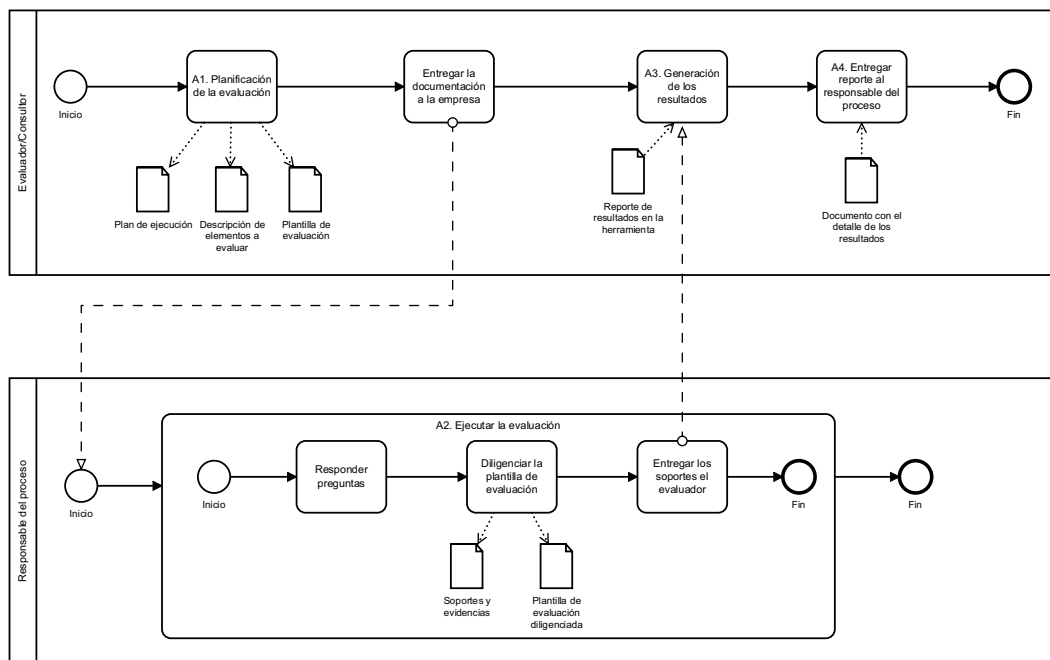 Evaluador/Consultor
Inicio
A1. Planificación
de la evaluación
Entregar la
documentación
a la empresa
A3. Generación
de los
resultados
A4. Entregar
reporte al
responsable del
proceso
Fin
Plan de ejecución
Descripción de
elementos a
evaluar
Plantilla de
evaluación
Reporte de
resultados en la
herramienta
Documento con el
detalle de los
resultados
Responsable del proceso
Inicio
A2. Ejecutar la evaluación
Inicio
Responder
preguntas
Diligenciar la
plantilla de
evaluación
Entregar los
soportes el
evaluador
Fin
Fin
Soportes y
evidencias
Plantilla de
evaluación
diligenciada